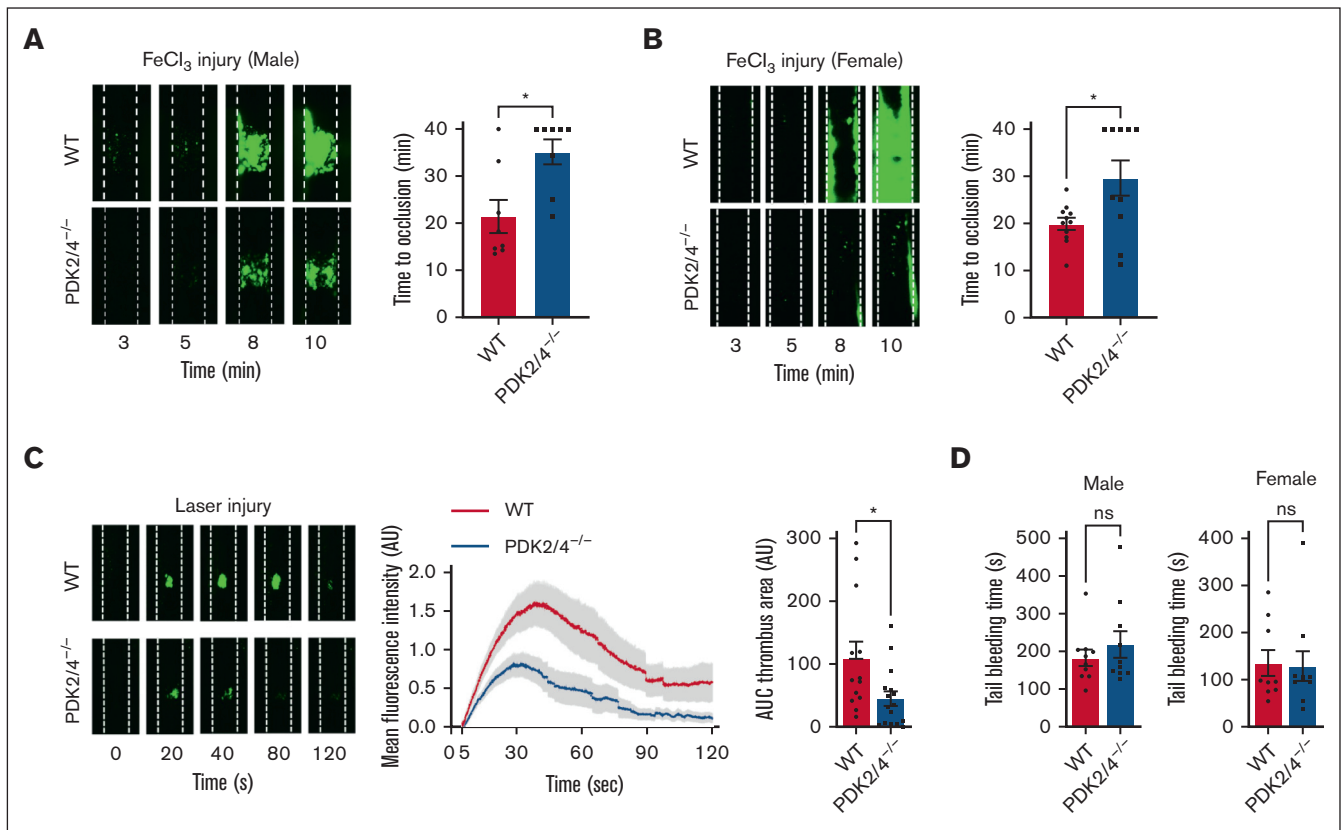 A
FeCl₃ injury (Male)
WT
PDK2/4⁻/⁻
3 5 8 10
Time (min)
Time to occlusion (min)
40
30
20
10
0
*
WT
PDK2/4⁻/⁻
B
FeCl₃ injury (Female)
WT
PDK2/4⁻/⁻
3 5 8 10
Time (min)
Time to occlusion (min)
40
30
20
10
0
*
WT
PDK2/4⁻/⁻
C
Laser injury
WT
PDK2/4⁻/⁻
0 20 40 80 120
Time (s)
WT
PDK2/4⁻/⁻
Mean fluorescence intensity (AU)
2.0
1.5
1.0
0.5
0.0
0 5 30 60 90 120
Time (sec)
AUC thrombus area (AU)
300
200
100
0
*
WT
PDK2/4⁻/⁻
D
Male
ns
Tail bleeding time (s)
500
400
300
200
100
0
WT
PDK2/4⁻/⁻
Female
ns
Tail bleeding time (s)
400
300
200
100
0
WT
PDK2/4⁻/⁻